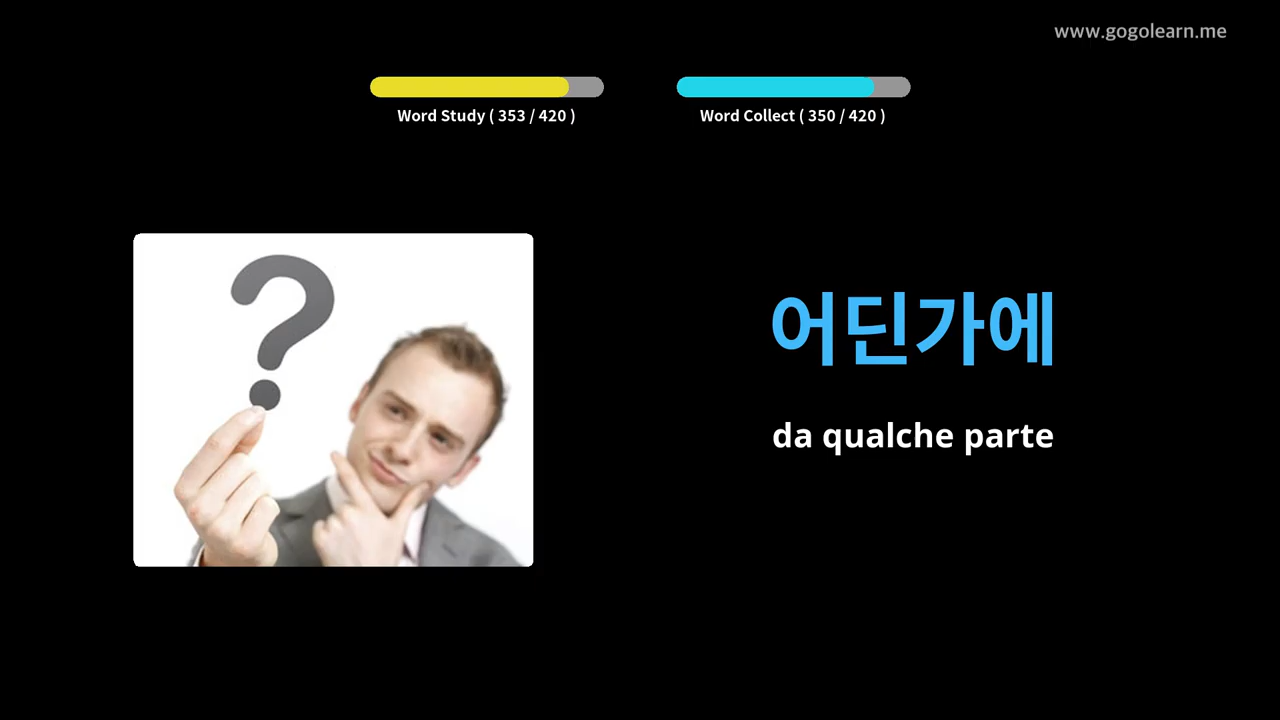 www.gogolearn.me
Word Study ( 353 / 420 )
Word Collect ( 350 / 420 )
?
어딘가에
da qualche parte